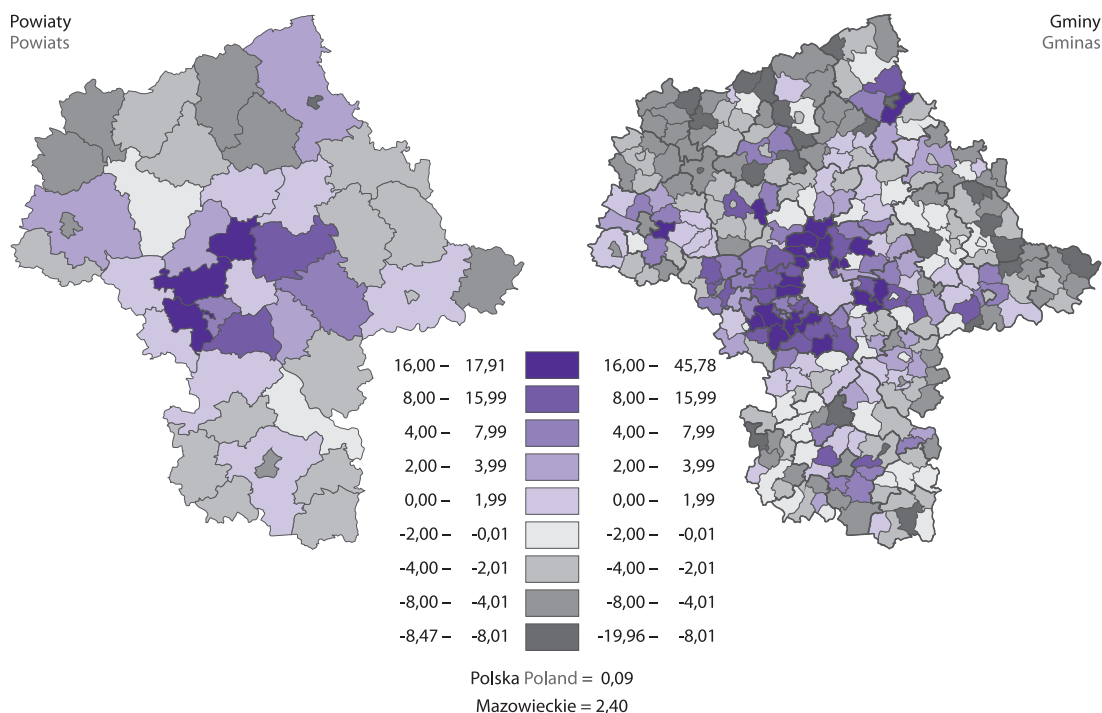 Powiaty
Powiats
Gminy
Gminas
16,00 – 17,91 16,00 – 45,78
8,00 – 15,99 8,00 – 15,99
4,00 – 7,99 4,00 – 7,99
2,00 – 3,99 2,00 – 3,99
0,00 – 1,99 0,00 – 1,99
-2,00 – -0,01 -2,00 – -0,01
-4,00 – -2,01 -4,00 – -2,01
-8,00 – -4,01 -8,00 – -4,01
-8,47 – -8,01 -19,96 – -8,01
Polska Poland = 0,09
Mazowieckie = 2,40